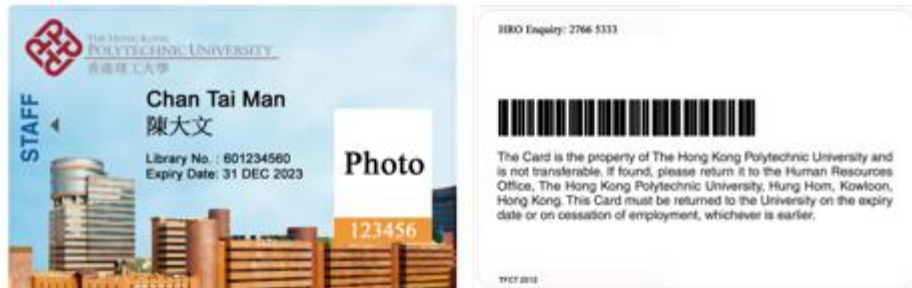 THE HONG KONG
POLYTECHNIC UNIVERSITY
香港理工大學
STAFF
Chan Tai Man
陳大文
Library No. : 601234560
Expiry Date: 31 DEC 2023
Photo
123456
HRO Enquiry: 2766 5333
The Card is the property of The Hong Kong Polytechnic University and
is not transferable. If found, please return it to the Human Resources
Office, The Hong Kong Polytechnic University, Hung Hom, Kowloon,
Hong Kong. This Card must be returned to the University on the expiry
date or on cessation of employment, whichever is earlier.